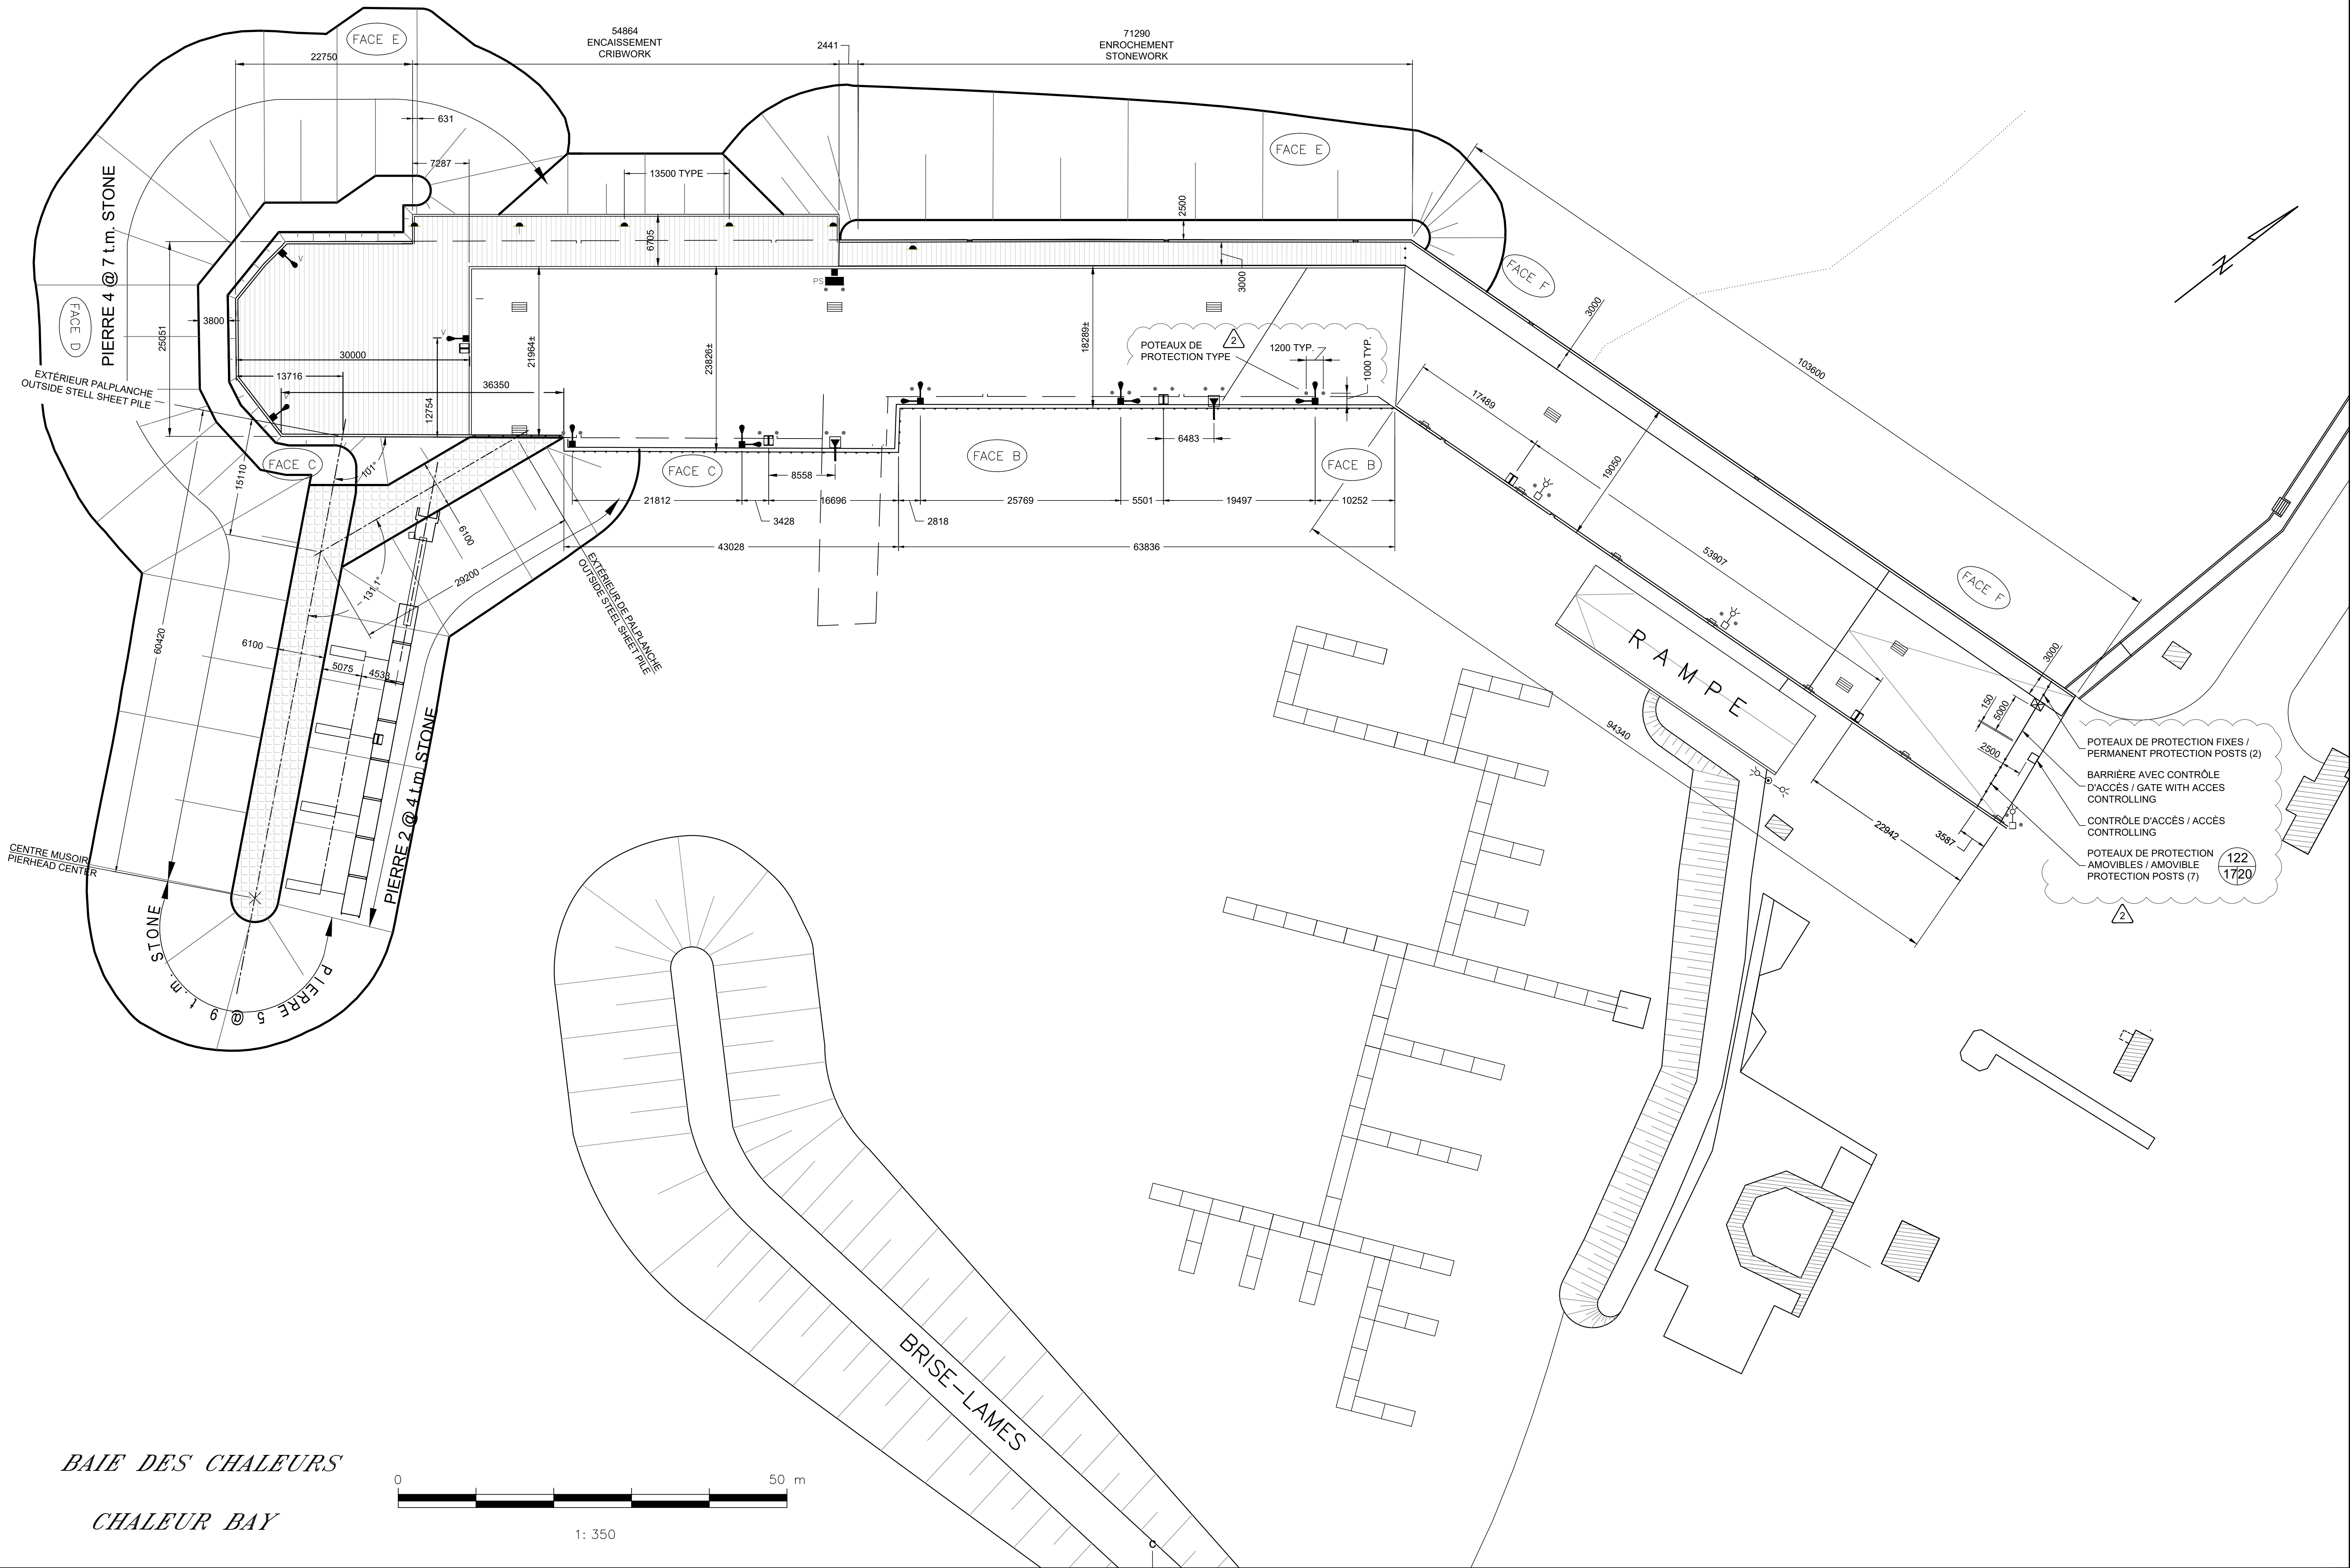 FACE E
54864
ENCAISSEMENT
CRIBWORK
2441
71290
ENROCHEMENT
STONEWORK
22750
631
7287
13500 TYPE
FACE E
2500
6705
3000
FACE F
3000
103600
PIERRE 4 @ 7 t.m. STONE
FACE D
25051
3800
V
PS
30000
13716
36350
V
V
12754
21964±
23826±
18289±
POTEAUX DE
PROTECTION TYPE
2
1200 TYP.
1000 TYP.
EXTÉRIEUR PALPLANCHE
OUTSIDE STELL SHEET PILE
17489
19050
53907
FACE C
101°
15110
6100
FACE C
8558
FACE B
6483
FACE B
21812
3428
16696
2818
25769
5501
19497
10252
43028
63836
131,1°
29200
EXTÉRIEUR DE PALPLANCHE
OUTSIDE STEEL SHEET PILE
60420
6100
5075
4533
PIERRE 2 @ 4 t.m. STONE
RAMPE
FACE F
94340
3000
150
5000
2500
22942
3587
POTEAUX DE PROTECTION FIXES /
PERMANENT PROTECTION POSTS (2)
BARRIÈRE AVEC CONTRÔLE
D'ACCÈS / GATE WITH ACCES
CONTROLLING
CONTRÔLE D'ACCÈS / ACCÈS
CONTROLLING
POTEAUX DE PROTECTION
AMOVIBLES / AMOVIBLE
PROTECTION POSTS (7)
122
1720
2
N
CENTRE MUSOIR
PIERHEAD CENTER
PIERRE 5 @ 9 t.m. STONE
BRISE-LAMES
BAIE DES CHALEURS
CHALEUR BAY
0
50 m
1: 350
C